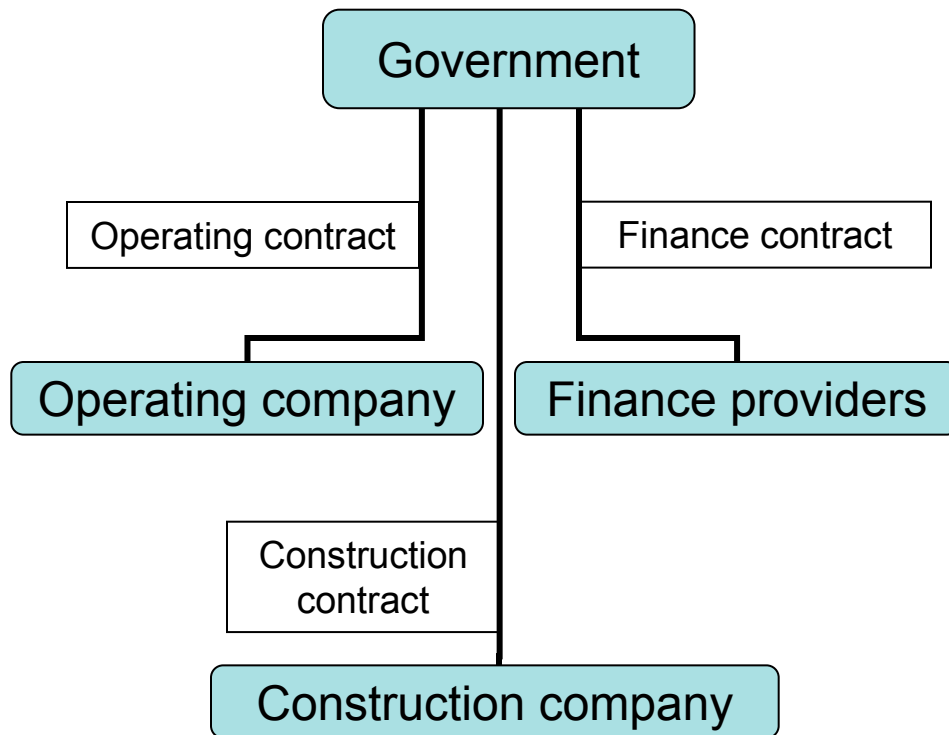 Government
Operating contract
Finance contract
Operating company
Finance providers
Construction
contract
Construction company